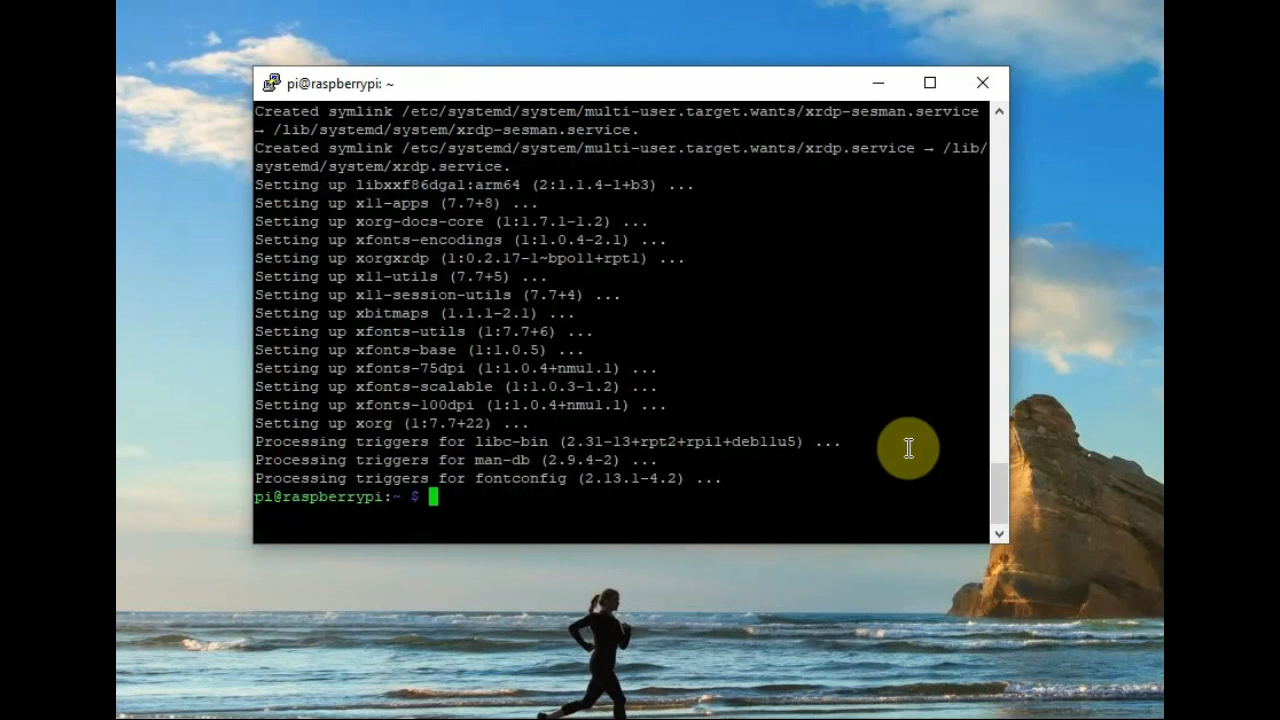 pi@raspberrypi: ~
Created symlink /etc/systemd/system/multi-user.target.wants/xrdp-sesman.service
→ /lib/systemd/system/xrdp-sesman.service.
Created symlink /etc/systemd/system/multi-user.target.wants/xrdp.service → /lib/
systemd/system/xrdp.service.
Setting up libxxf86dga1:arm64 (2:1.1.4-1+b3) ...
Setting up x11-apps (7.7+8) ...
Setting up xorg-docs-core (1:1.7.1-1.2) ...
Setting up xfonts-encodings (1:1.0.4-2.1) ...
Setting up xorgxrdp (1:0.2.17-1~bpo11+rpt1) ...
Setting up x11-utils (7.7+5) ...
Setting up x11-session-utils (7.7+4) ...
Setting up xbitmaps (1.1.1-2.1) ...
Setting up xfonts-utils (1:7.7+6) ...
Setting up xfonts-base (1:1.0.5) ...
Setting up xfonts-75dpi (1:1.0.4+nmu1.1) ...
Setting up xfonts-scalable (1:1.0.3-1.2) ...
Setting up xfonts-100dpi (1:1.0.4+nmu1.1) ...
Setting up xorg (1:7.7+22) ...
Processing triggers for libc-bin (2.31-13+rpt2+rpi1+deb11u5) ...
Processing triggers for man-db (2.9.4-2) ...
Processing triggers for fontconfig (2.13.1-4.2) ...
pi@raspberrypi:~ $